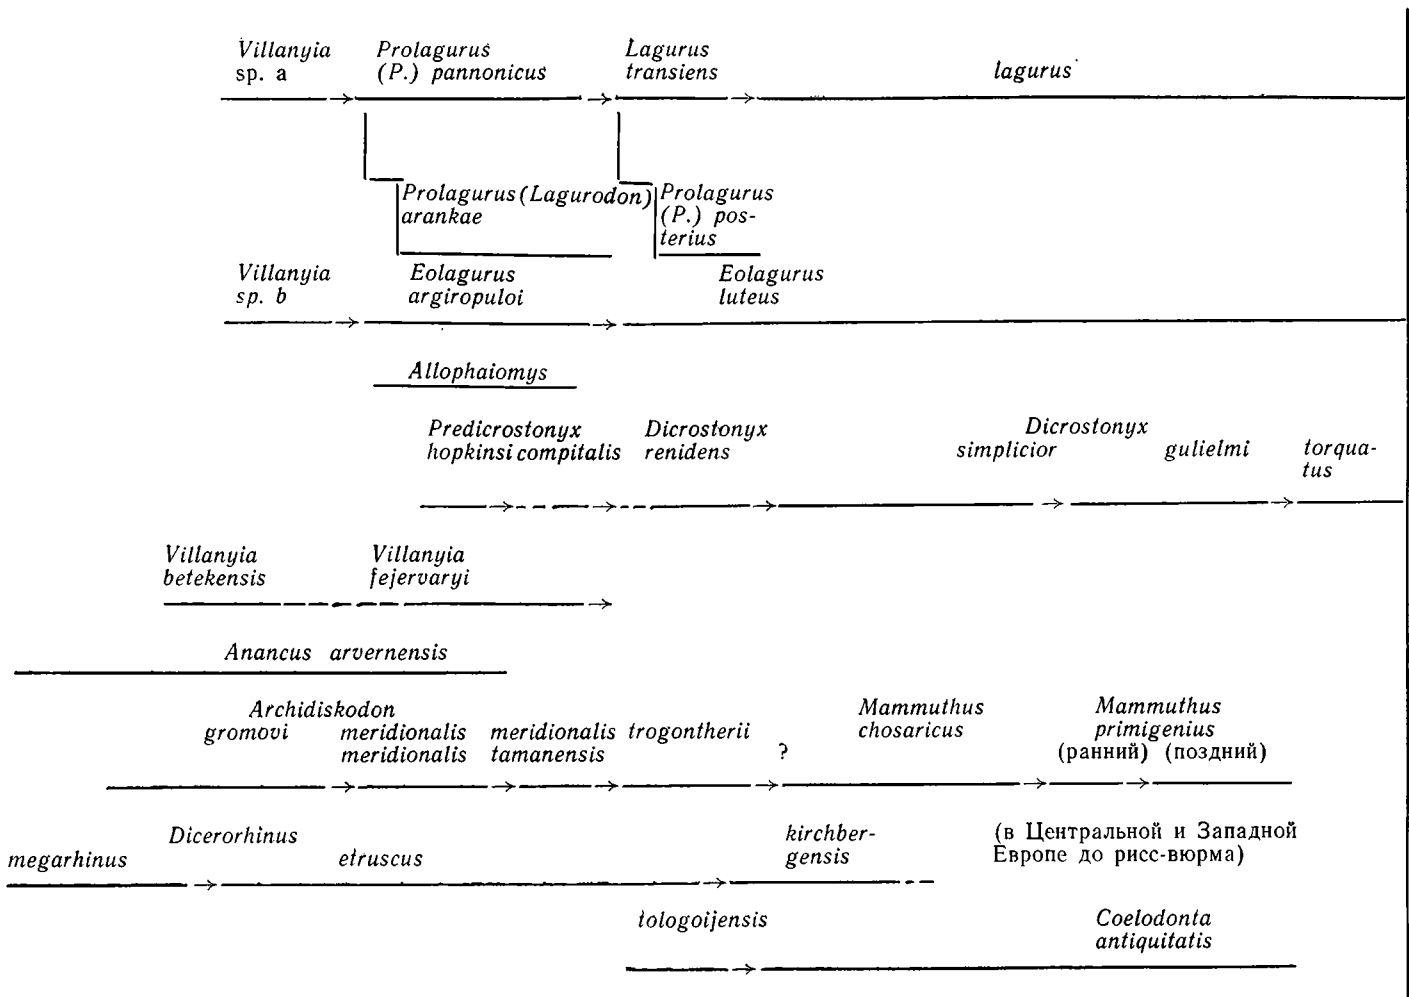 Villanyia Prolagurus Lagurus
sp. a (P.) pannonicus transiens lagurus
Prolagurus (Lagurodon) Prolagurus
arankae (P.) pos-
terius
Villanyia Eolagurus Eolagurus
sp. b argiropuloi luteus
Allophaiomys
Predicrostonyx Dicrostonyx Dicrostonyx
hopkinsi compitalis renidens simplicior gulielmi torqua-
tus
Villanyia Villanyia
betekensis fejervaryi
Anancus arvernensis
Archidiskodon Mammuthus Mammuthus
gromovi meridionalis meridionalis trogontherii chosaricus primigenius
meridionalis tamanensis ? (ранний) (поздний)
Dicerorhinus kirchber- (в Центральной и Западной
megarhinus etruscus gensis Европе до рисс-вюрма)
tologoijensis Coelodonta
antiquitatis